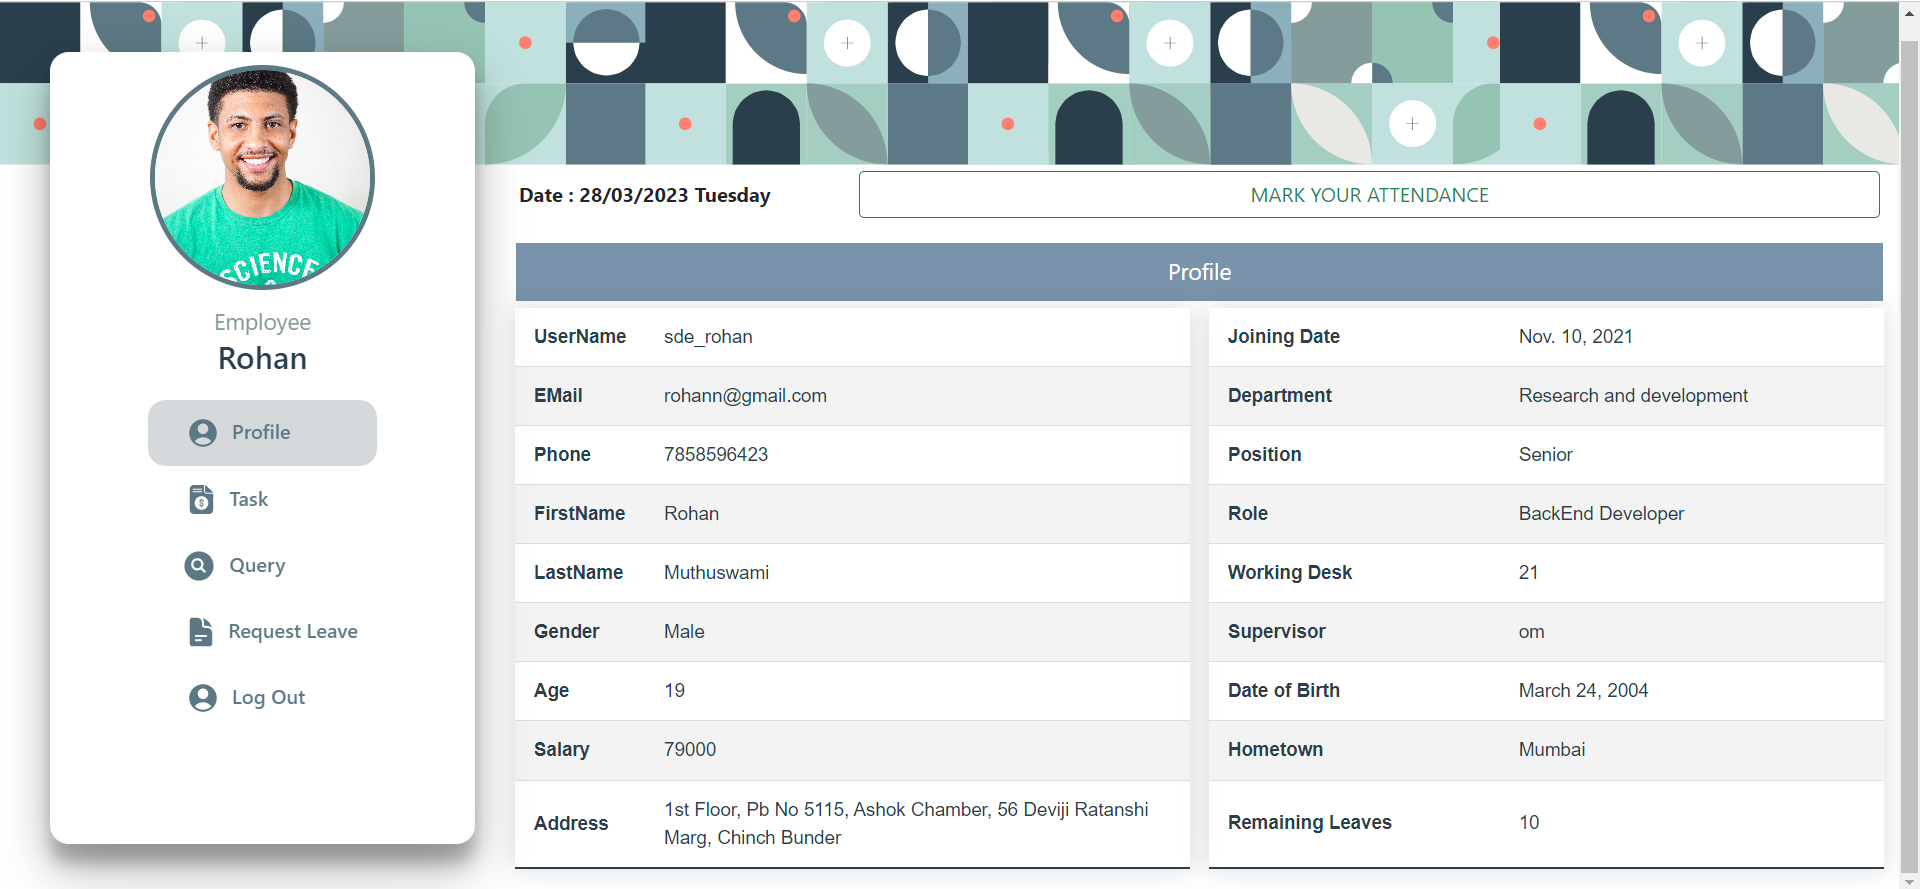 SCIENCE
Employee
Rohan
Profile
Task
Query
Request Leave
Log Out
Date : 28/03/2023 Tuesday
MARK YOUR ATTENDANCE
Profile
UserName sde_rohan
EMail rohann@gmail.com
Phone 7858596423
FirstName Rohan
LastName Muthuswami
Gender Male
Age 19
Salary 79000
Address 1st Floor, Pb No 5115, Ashok Chamber, 56 Deviji Ratanshi
Marg, Chinch Bunder
Joining Date Nov. 10, 2021
Department Research and development
Position Senior
Role BackEnd Developer
Working Desk 21
Supervisor om
Date of Birth March 24, 2004
Hometown Mumbai
Remaining Leaves 10